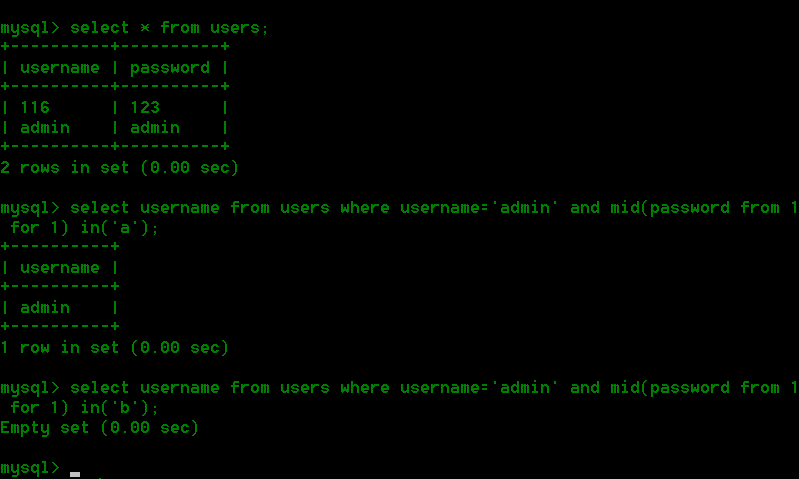 mysql> select * from users;
+----------+----------+
| username | password |
+----------+----------+
| 116      | 123      |
| admin    | admin    |
+----------+----------+
2 rows in set (0.00 sec)
mysql> select username from users where username='admin' and mid(password from 1
 for 1) in('a');
+----------+
| username |
+----------+
| admin    |
+----------+
1 row in set (0.00 sec)
mysql> select username from users where username='admin' and mid(password from 1
 for 1) in('b');
Empty set (0.00 sec)
mysql>